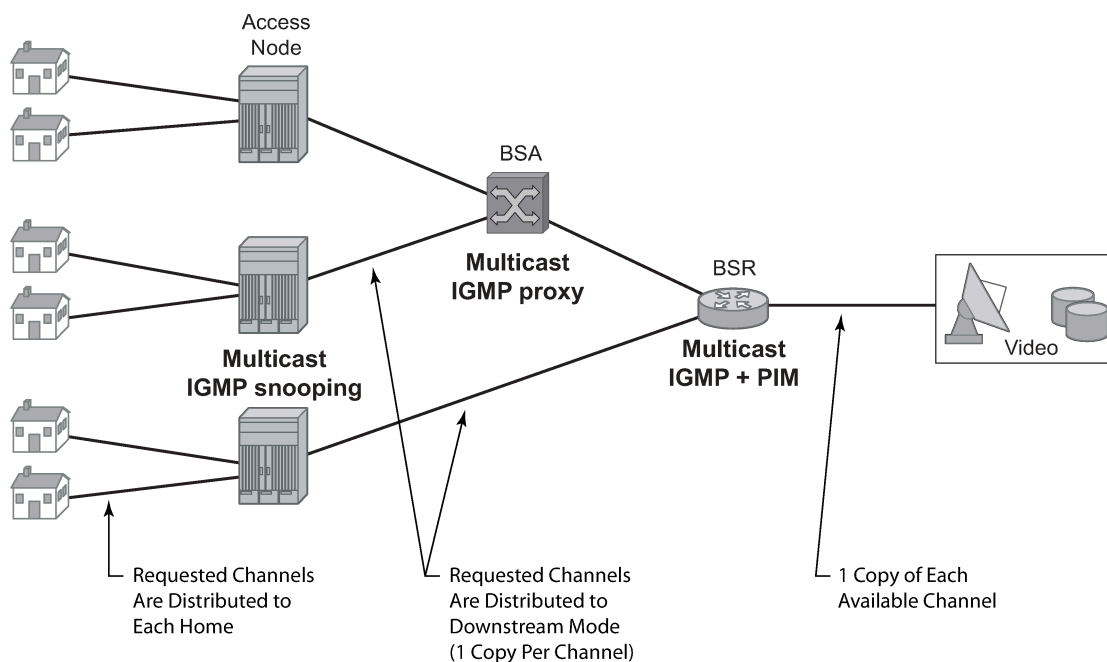 Access
Node
BSA
Multicast
IGMP proxy
BSR
Multicast
IGMP + PIM
Video
Multicast
IGMP snooping
Requested Channels
Are Distributed to
Each Home
Requested Channels
Are Distributed to
Downstream Mode
(1 Copy Per Channel)
1 Copy of Each
Available Channel